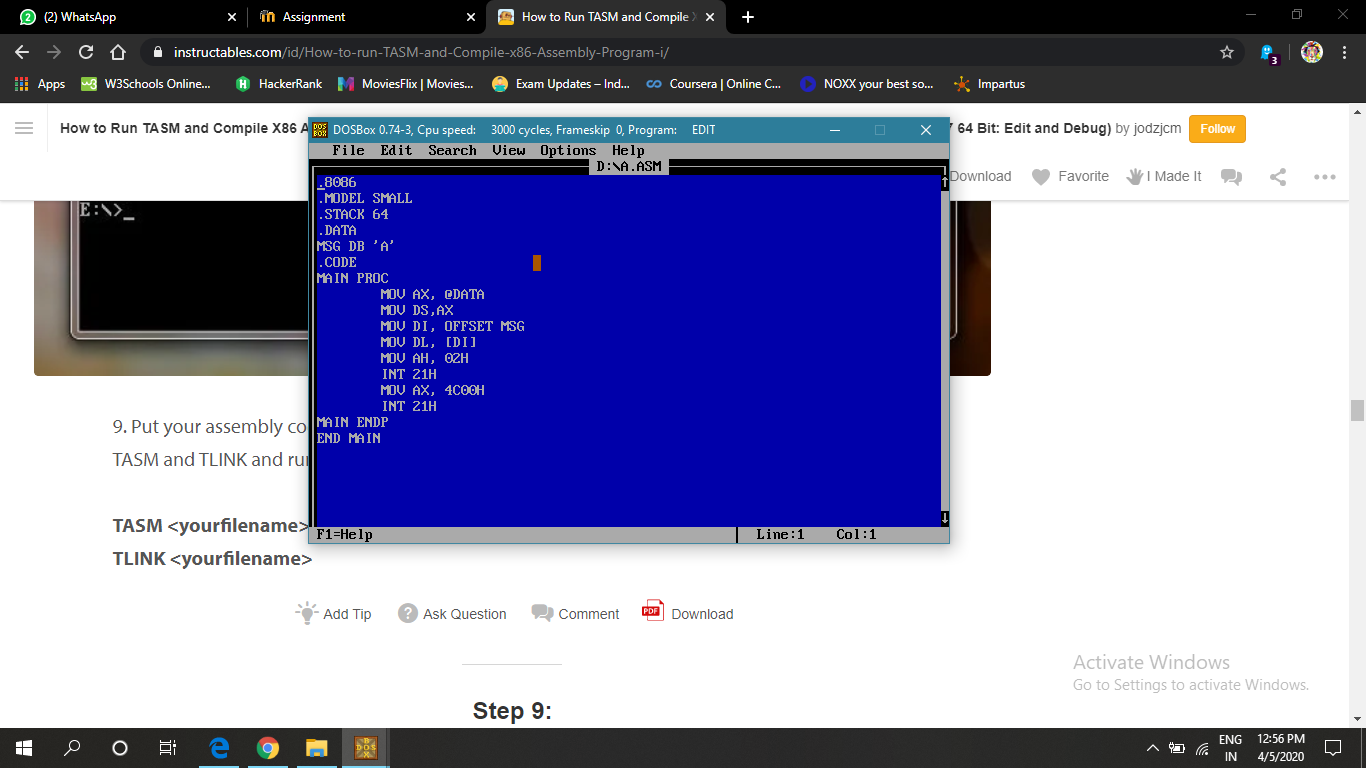 (2) WhatsApp
Assignment
How to Run TASM and Compile
instructables.com/id/How-to-run-TASM-and-Compile-x86-Assembly-Program-i/
3
Apps W3Schools Online... HackerRank MoviesFlix | Movies... Exam Updates – Ind... Coursera | Online C... NOXX your best so... Impartus
How to Run TASM and Compile X86 A
64 Bit: Edit and Debug) by jodzjcm
Follow
Download Favorite I Made It
E:\>_
DOSBox 0.74-3, Cpu speed: 3000 cycles, Frameskip 0, Program: EDIT
File Edit Search View Options Help
D:\A.ASM
.8086
.MODEL SMALL
.STACK 64
.DATA
MSG DB 'A'
.CODE
MAIN PROC
MOV AX, @DATA
MOV DS,AX
MOV DI, OFFSET MSG
MOV DL, [DI]
MOV AH, 02H
INT 21H
MOV AX, 4C00H
INT 21H
MAIN ENDP
END MAIN
F1=Help Line:1 Col:1
9. Put your assembly co
TASM and TLINK and ru
TASM <yourfilename>
TLINK <yourfilename>
Add Tip Ask Question Comment PDF Download
Step 9:
Activate Windows
Go to Settings to activate Windows.
DOS BOX
ENG
IN
12:56 PM
4/5/2020